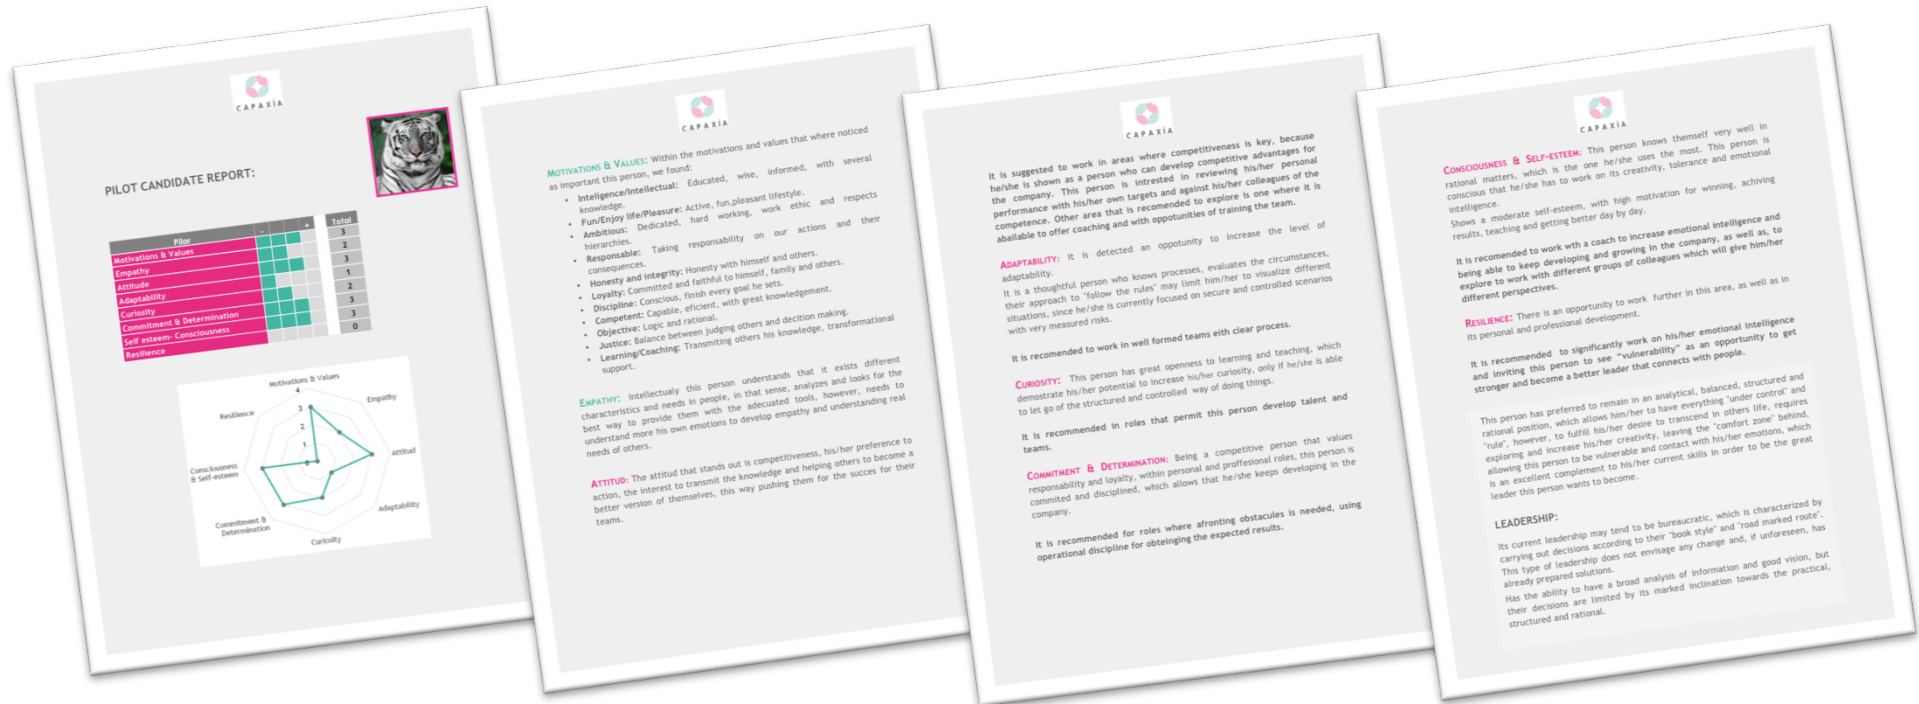 CAPAXÍA
PILOT CANDIDATE REPORT:
Pilar - + Total
Motivations & Values 3
Empathy 2
Attitude 3
Adaptability 1
Curiosity 2
Commitment & Determination 3
Self esteem- Consciousness 3
Resilience 0
Motivations & Values
Empathy
Attitud
Adaptability
Curiosity
Commitment &
Determination
Consciousness
& Self-esteem
Resilience
4
3
2
1
0
CAPAXÍA
MOTIVATIONS & VALUES: Within the motivations and values that where noticed
as important this person, we found:
• Inteligence/Intellectual: Educated, wise, informed, with several
knowledge.
• Fun/Enjoy life/Pleasure: Active, fun,pleasant lifestyle.
• Ambitious: Dedicated, hard working, work ethic and respects
hierarchies.
• Responsable: Taking responsability on our actions and their
consequences.
• Honesty and integrity: Honesty with himself and others.
• Loyalty: Committed and faithful to himself, family and others.
• Discipline: Conscious, finish every goal he sets.
• Competent: Capable, eficient, with great knowledgement.
• Objective: Logic and rational.
• Justice: Balance between judging others and decition making.
• Learning/Coaching: Transmiting others his knowledge, transformational
support.
EMPATHY: Intellectualy this person understands that it exists different
characteristics and needs in people, in that sense, analyzes and looks for the
best way to provide them with the adecuated tools, however, needs to
understand more his own emotions to develop empathy and understanding real
needs of others.
ATTITUD: The attitud that stands out is competitiveness, his/her preference to
action, the interest to transmit the knowledge and helping others to become a
better version of themselves, this way pushing them for the succes for their
teams.
CAPAXÍA
It is suggested to work in areas where competitiveness is key, because
he/she is shown as a person who can develop competitive advantages for
the company. This person is intrested in reviewing his/her personal
performance with his/her own targets and against his/her colleagues of the
competence. Other area that is recomended to explore is one where it is
abailable to offer coaching and with oppotunities of training the team.
ADAPTABILITY: It is detected an oppotunity to increase the level of
adaptability.
It is a thoughtful person who knows processes, evaluates the circumstances,
their approach to "follow the rules" may limit him/her to visualize different
situations, since he/she is currently focused on secure and controlled scenarios
with very measured risks.
It is recomended to work in well formed teams eith clear process.
CURIOSITY: This person has great openness to learning and teaching, which
demostrate his/her potential to increase his/her curiosity, only if he/she is able
to let go of the structured and controlled way of doing things.
It is recommended in roles that permit this person develop talent and
teams.
COMMITMENT & DETERMINATION: Being a competitive person that values
responsability and loyalty, within personal and proffesional roles, this person is
commited and disciplined, which allows that he/she keeps developing in the
company.
It is recommended for roles where afronting obstacules is needed, using
operational discipline for obteinging the expected results.
CAPAXÍA
CONSCIOUSNESS & SELF-ESTEEM: This person knows themself very well in
rational matters, which is the one he/she uses the most. This person is
conscious that he/she has to work on its creativity, tolerance and emotional
intelligence.
Shows a moderate self-esteem, with high motivation for winning, achiving
results, teaching and getting better day by day.
It is recomended to work wth a coach to increase emotional intelligence and
being able to keep developing and growing in the company, as well as, to
explore to work with different groups of colleagues which will give him/her
different perspectives.
RESILIENCE: There is an opportunity to work further in this area, as well as in
its personal and professional development.
It is recommended to significantly work on his/her emotional intelligence
and inviting this person to see "vulnerability" as an opportunity to get
stronger and become a better leader that connects with people.
This person has preferred to remain in an analytical, balanced, structured and
rational position, which allows him/her to have everything "under control" and
"rule", however, to fulfill his/her desire to transcend in others life, requires
exploring and increase his/her creativity, leaving the "comfort zone" behind,
allowing this person to be vulnerable and contact with his/her emotions, which
is an excellent complement to his/her current skills in order to be the great
leader this person wants to become.
LEADERSHIP:
Its current leadership may tend to be bureaucratic, which is characterized by
carrying out decisions according to their "book style" and "road marked route".
This type of leadership does not envisage any change and, if unforeseen, has
already prepared solutions.
Has the ability to have a broad analysis of information and good vision, but
their decisions are limited by its marked inclination towards the practical,
structured and rational.